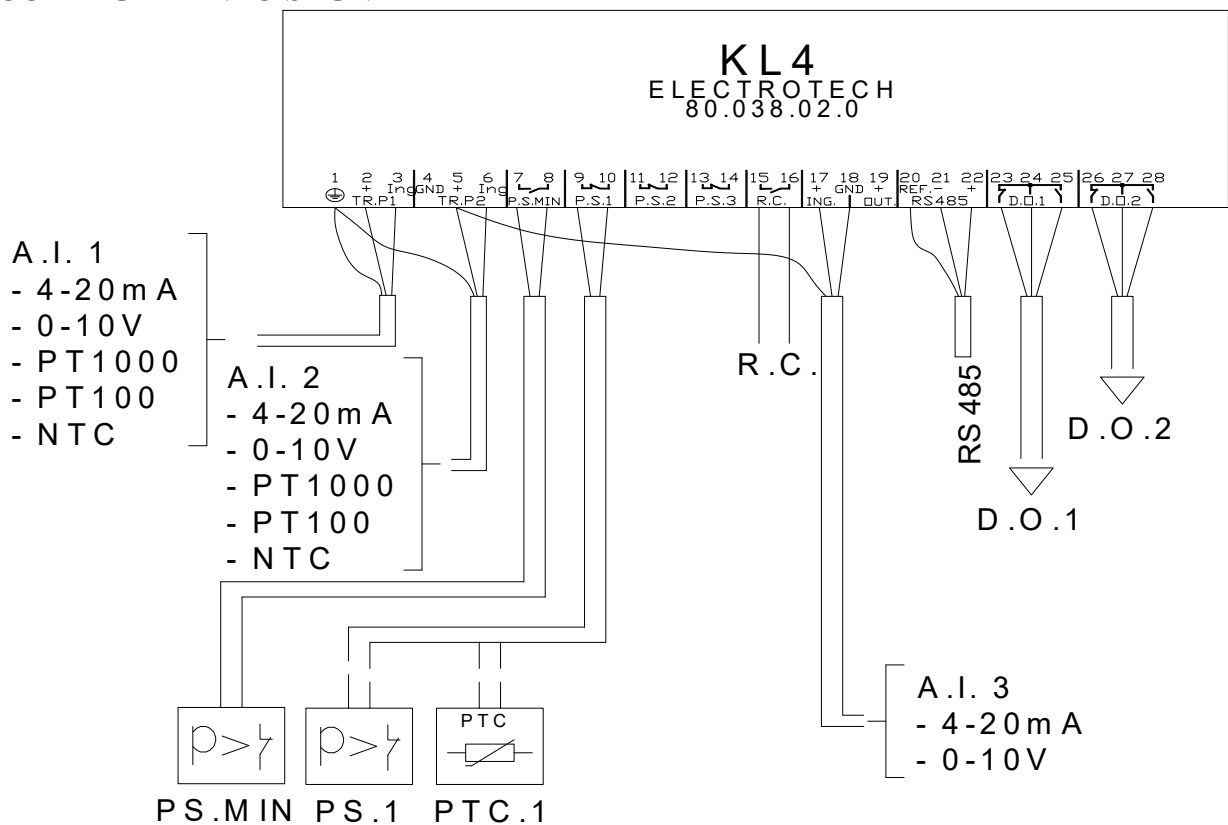 KL4
ELECTROTECH
80.038.02.0
1 2 3 4 5 6 7 8 9 10 11 12 13 14 15 16 17 18 19 20 21 22 23 24 25 26 27 28
+ Ing GND + Ing + GND + REF. - +
TR.P1 TR.P2 P.S.MIN P.S.1 P.S.2 P.S.3 R.C. ING. OUT. RS485 D.O.1 D.O.2
A.I. 1
- 4-20mA
- 0-10V
- PT1000
- PT100
- NTC
A.I. 2
- 4-20mA
- 0-10V
- PT1000
- PT100
- NTC
R.C.
RS485
D.O.2
D.O.1
A.I. 3
- 4-20mA
- 0-10V
PTC
PS.MIN PS.1 PTC.1